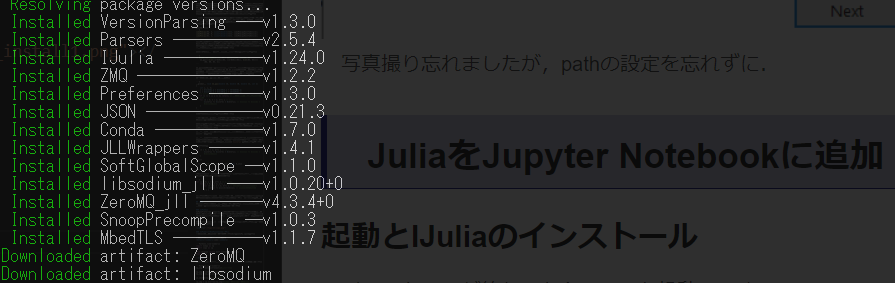 Resolving package versions...
Installed VersionParsing ──v1.3.0
Installed Parsers ─────v2.5.4
Installed IJulia ──────v1.24.0
Installed ZMQ ───────v1.2.2
Installed Preferences ───v1.3.0
Installed JSON ──────v0.21.3
Installed Conda ──────v1.7.0
Installed JLLWrappers ───v1.4.1
Installed SoftGlobalScope ─v1.1.0
Installed libsodium_jll ──v1.0.20+0
Installed ZeroMQ_jll ────v4.3.4+0
Installed SnoopPrecompile ─v1.0.3
Installed MbedTLS ─────v1.1.7
Downloaded artifact: ZeroMQ
Downloaded artifact: libsodium
Next
写真撮り忘れましたが，pathの設定を忘れずに．
JuliaをJupyter Notebookに追加
起動とIJuliaのインストール